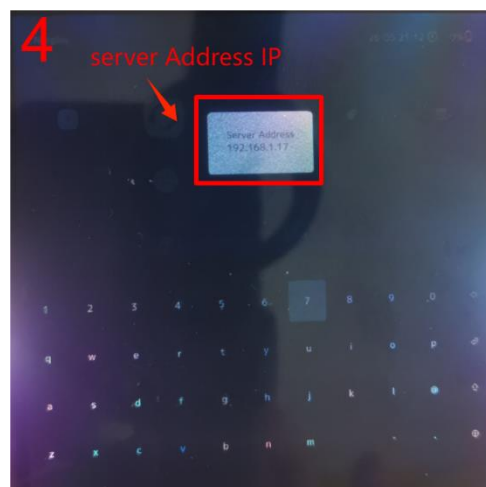 4
server Address IP
Server Address
192.168.1.17
1 2 3 4 5 6 7 8 9 0
q w e r t y u i o p
a s d f g h j k l
z x c v b n m